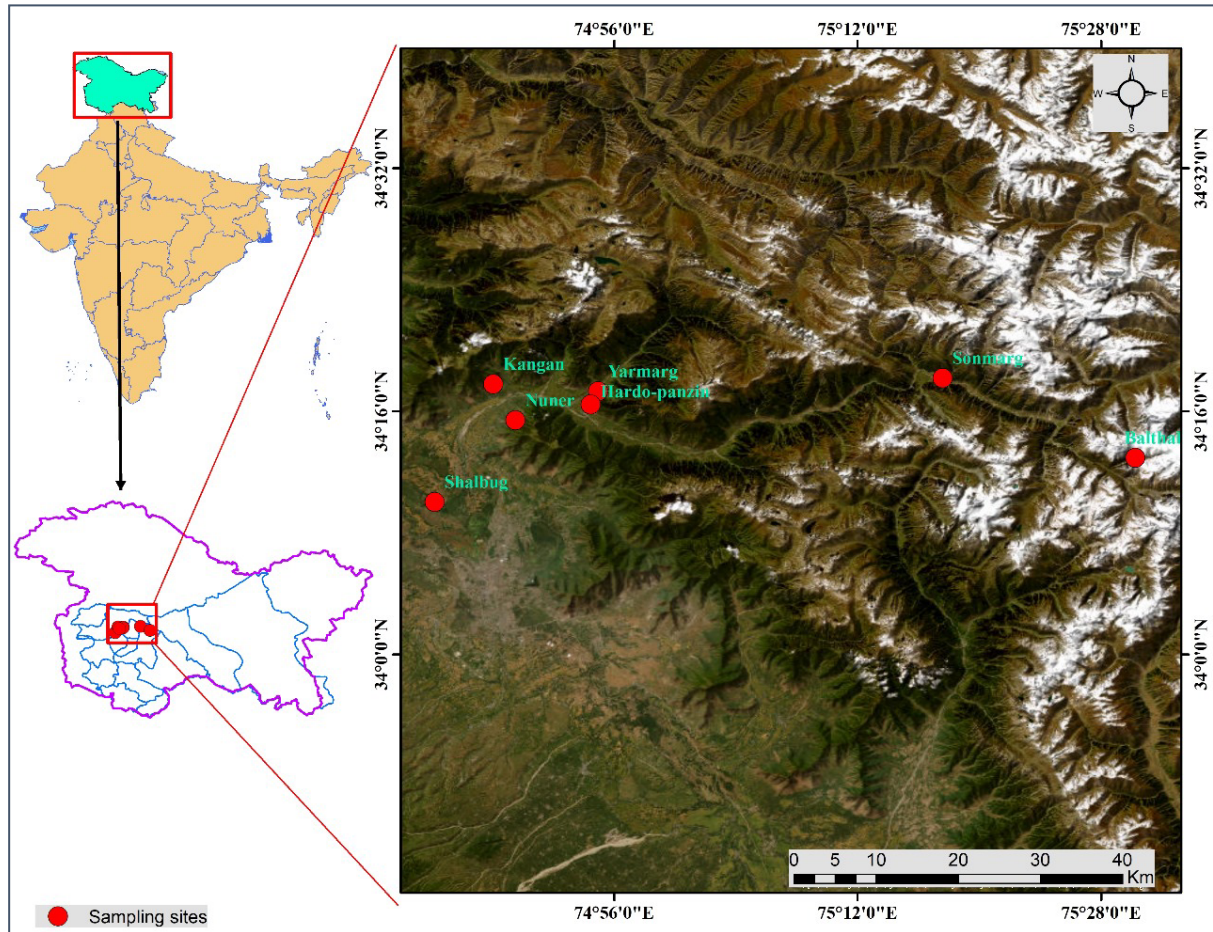 74°56'0"E 75°12'0"E 75°28'0"E
N
W E
S
34°32'0"N 34°32'0"N
Kangan
Yarmarg
Sonmarg
Hardo-panzin
Nuner
34°16'0"N 34°16'0"N
Balthal
Shalbug
34°0'0"N 34°0'0"N
0 5 10 20 30 40
Km
74°56'0"E 75°12'0"E 75°28'0"E
Sampling sites